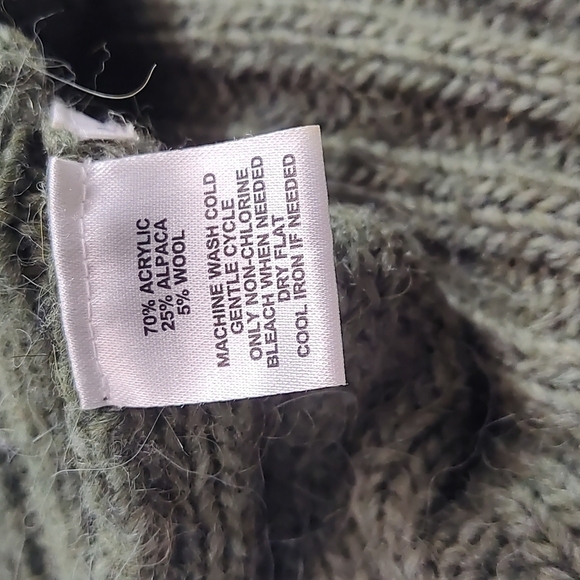 70% ACRYLIC
25% ALPACA
5% WOOL
MACHINE WASH COLD
GENTLE CYCLE
ONLY NON-CHLORINE
BLEACH WHEN NEEDED
DRY FLAT
COOL IRON IF NEEDED